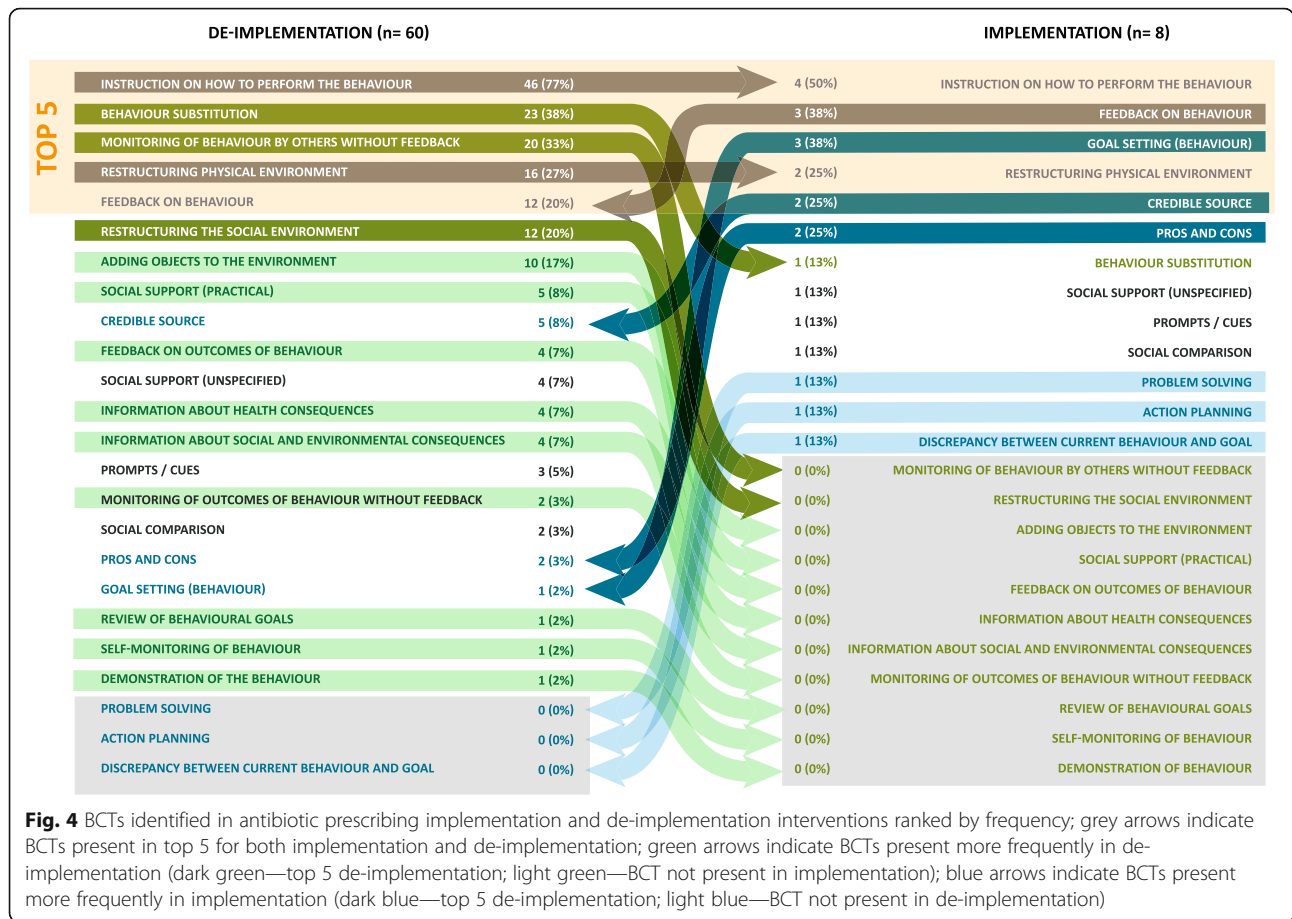 DE-IMPLEMENTATION (n= 60) IMPLEMENTATION (n= 8)
TOP 5
INSTRUCTION ON HOW TO PERFORM THE BEHAVIOUR 46 (77%) 4 (50%) INSTRUCTION ON HOW TO PERFORM THE BEHAVIOUR
BEHAVIOUR SUBSTITUTION 23 (38%) 3 (38%) FEEDBACK ON BEHAVIOUR
MONITORING OF BEHAVIOUR BY OTHERS WITHOUT FEEDBACK 20 (33%) 3 (38%) GOAL SETTING (BEHAVIOUR)
RESTRUCTURING PHYSICAL ENVIRONMENT 16 (27%) 2 (25%) RESTRUCTURING PHYSICAL ENVIRONMENT
FEEDBACK ON BEHAVIOUR 12 (20%) 2 (25%) CREDIBLE SOURCE
RESTRUCTURING THE SOCIAL ENVIRONMENT 12 (20%) 2 (25%) PROS AND CONS
ADDING OBJECTS TO THE ENVIRONMENT 10 (17%) 1 (13%) BEHAVIOUR SUBSTITUTION
SOCIAL SUPPORT (PRACTICAL) 5 (8%) 1 (13%) SOCIAL SUPPORT (UNSPECIFIED)
CREDIBLE SOURCE 5 (8%) 1 (13%) PROMPTS / CUES
FEEDBACK ON OUTCOMES OF BEHAVIOUR 4 (7%) 1 (13%) SOCIAL COMPARISON
SOCIAL SUPPORT (UNSPECIFIED) 4 (7%) 1 (13%) PROBLEM SOLVING
INFORMATION ABOUT HEALTH CONSEQUENCES 4 (7%) 1 (13%) ACTION PLANNING
INFORMATION ABOUT SOCIAL AND ENVIRONMENTAL CONSEQUENCES 4 (7%) 1 (13%) DISCREPANCY BETWEEN CURRENT BEHAVIOUR AND GOAL
PROMPTS / CUES 3 (5%) 0 (0%) MONITORING OF BEHAVIOUR BY OTHERS WITHOUT FEEDBACK
MONITORING OF OUTCOMES OF BEHAVIOUR WITHOUT FEEDBACK 2 (3%) 0 (0%) RESTRUCTURING THE SOCIAL ENVIRONMENT
SOCIAL COMPARISON 2 (3%) 0 (0%) ADDING OBJECTS TO THE ENVIRONMENT
PROS AND CONS 2 (3%) 0 (0%) SOCIAL SUPPORT (PRACTICAL)
GOAL SETTING (BEHAVIOUR) 1 (2%) 0 (0%) FEEDBACK ON OUTCOMES OF BEHAVIOUR
REVIEW OF BEHAVIOURAL GOALS 1 (2%) 0 (0%) INFORMATION ABOUT HEALTH CONSEQUENCES
SELF-MONITORING OF BEHAVIOUR 1 (2%) 0 (0%) INFORMATION ABOUT SOCIAL AND ENVIRONMENTAL CONSEQUENCES
DEMONSTRATION OF THE BEHAVIOUR 1 (2%) 0 (0%) MONITORING OF OUTCOMES OF BEHAVIOUR WITHOUT FEEDBACK
PROBLEM SOLVING 0 (0%) 0 (0%) REVIEW OF BEHAVIOURAL GOALS
ACTION PLANNING 0 (0%) 0 (0%) SELF-MONITORING OF BEHAVIOUR
DISCREPANCY BETWEEN CURRENT BEHAVIOUR AND GOAL 0 (0%) 0 (0%) DEMONSTRATION OF BEHAVIOUR
Fig. 4 BCTs identified in antibiotic prescribing implementation and de-implementation interventions ranked by frequency; grey arrows indicate
BCTs present in top 5 for both implementation and de-implementation; green arrows indicate BCTs present more frequently in de-
implementation (dark green—top 5 de-implementation; light green—BCT not present in implementation); blue arrows indicate BCTs present
more frequently in implementation (dark blue—top 5 de-implementation; light blue—BCT not present in de-implementation)